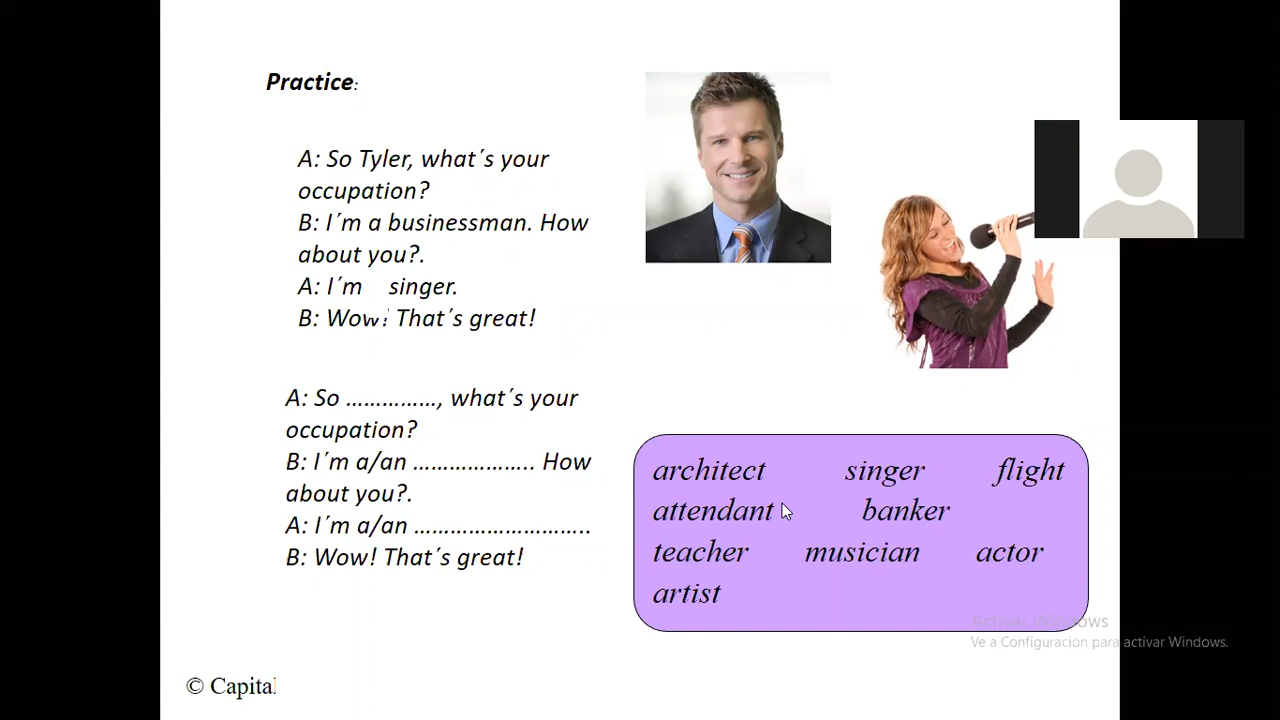 Practice:
A: So Tyler, what´s your
occupation?
B: I´m a businessman. How
about you?.
A: I´m singer.
B: Wow! That´s great!
A: So ……………, what´s your
occupation?
B: I´m a/an ……………….. How
about you?.
A: I´m a/an ………………………..
B: Wow! That´s great!
architect singer flight
attendant banker
teacher musician actor
artist
Activar Windows
Ve a Configuración para activar Windows.
© Capital